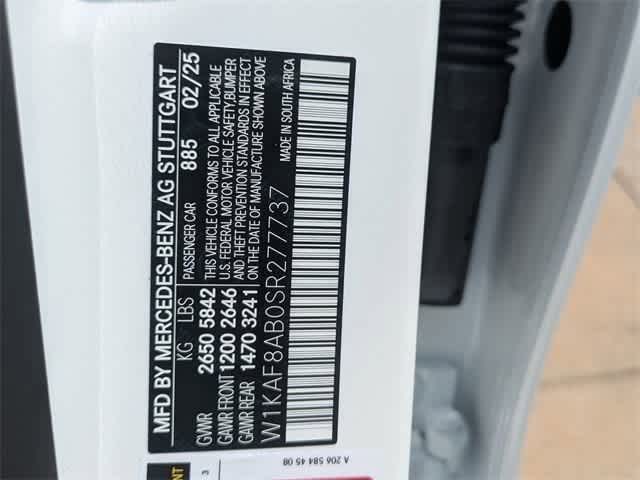 MFD BY MERCEDES-BENZ AG STUTTGART
KG LBS PASSENGER CAR 885 02/25
GVWR 2650 5842 THIS VEHICLE CONFORMS TO ALL APPLICABLE
GAWR FRONT 1200 2646 U.S. FEDERAL MOTOR VEHICLE SAFETY, BUMPER
GAWR REAR 1470 3241 AND THEFT PREVENTION STANDARDS IN EFFECT
ON THE DATE OF MANUFACTURE SHOWN ABOVE
W1KAF8AB0SR277737 MADE IN SOUTH AFRICA
A 206 584 45 08
3